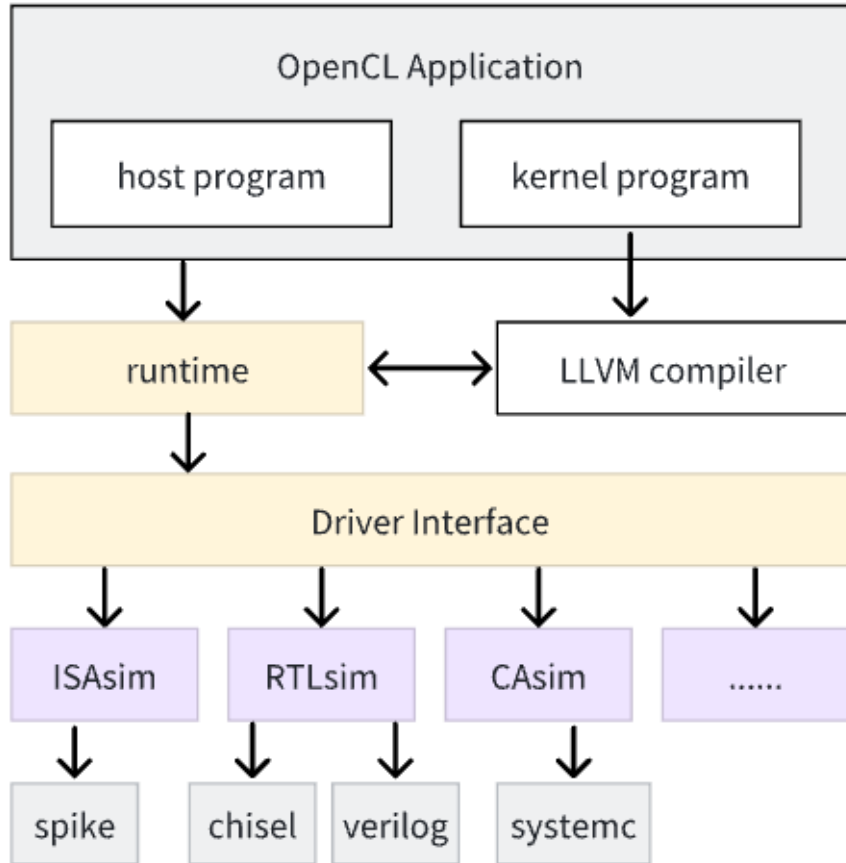 OpenCL Application
host program
kernel program
runtime
LLVM compiler
Driver Interface
ISAsim
RTLsim
CAsim
......
spike
chisel
verilog
systemc